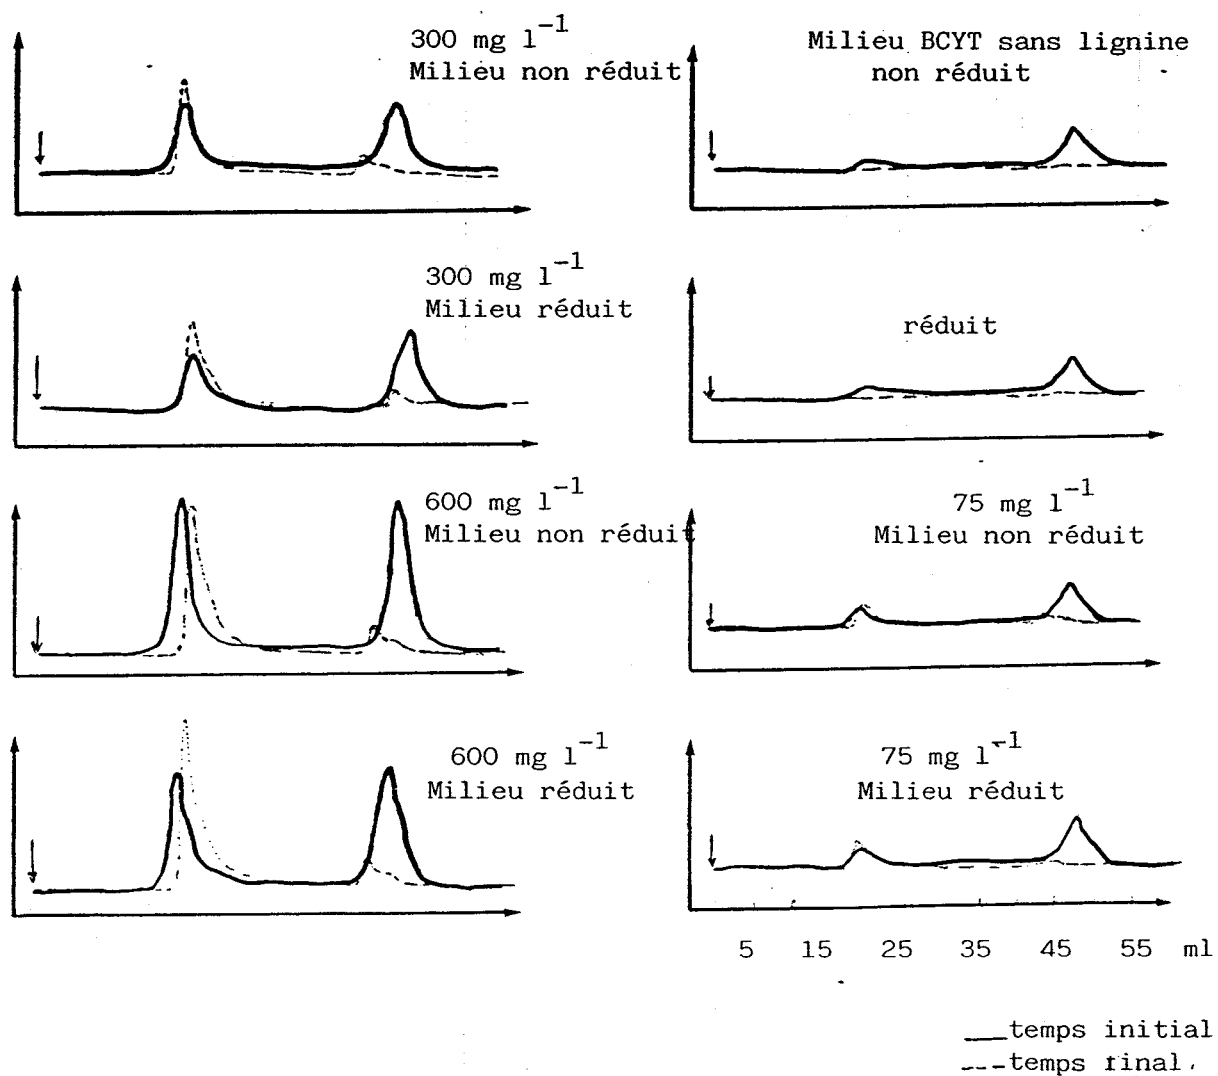 300 mg l⁻¹
Milieu non réduit
300 mg l⁻¹
Milieu réduit
600 mg l⁻¹
Milieu non réduit
600 mg l⁻¹
Milieu réduit
Milieu BCYT sans lignine
non réduit
réduit
75 mg l⁻¹
Milieu non réduit
75 mg l⁻¹
Milieu réduit
5 15 25 35 45 55 ml
temps initial
temps final